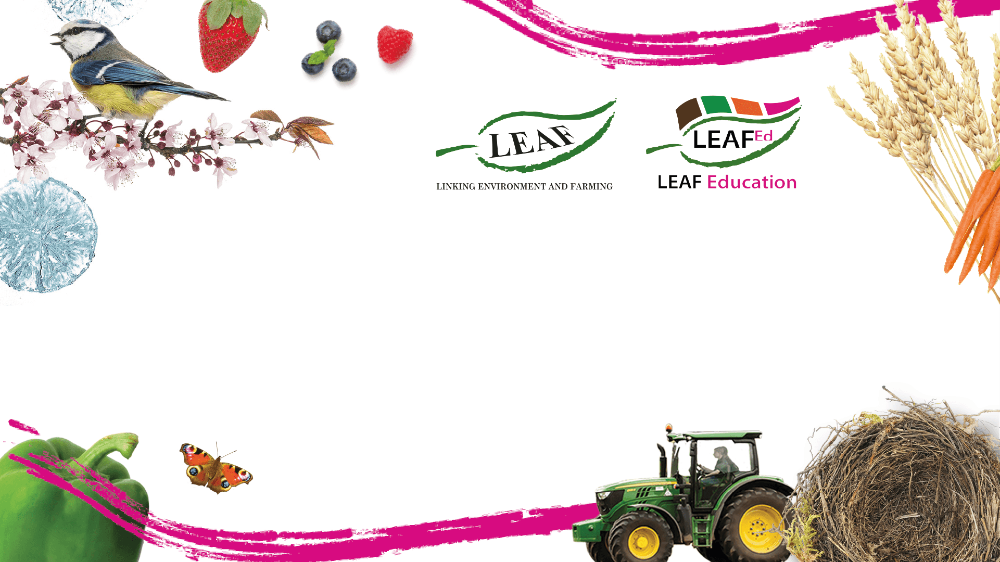 LEAF
LINKING ENVIRONMENT AND FARMING
LEAFEd
LEAF Education